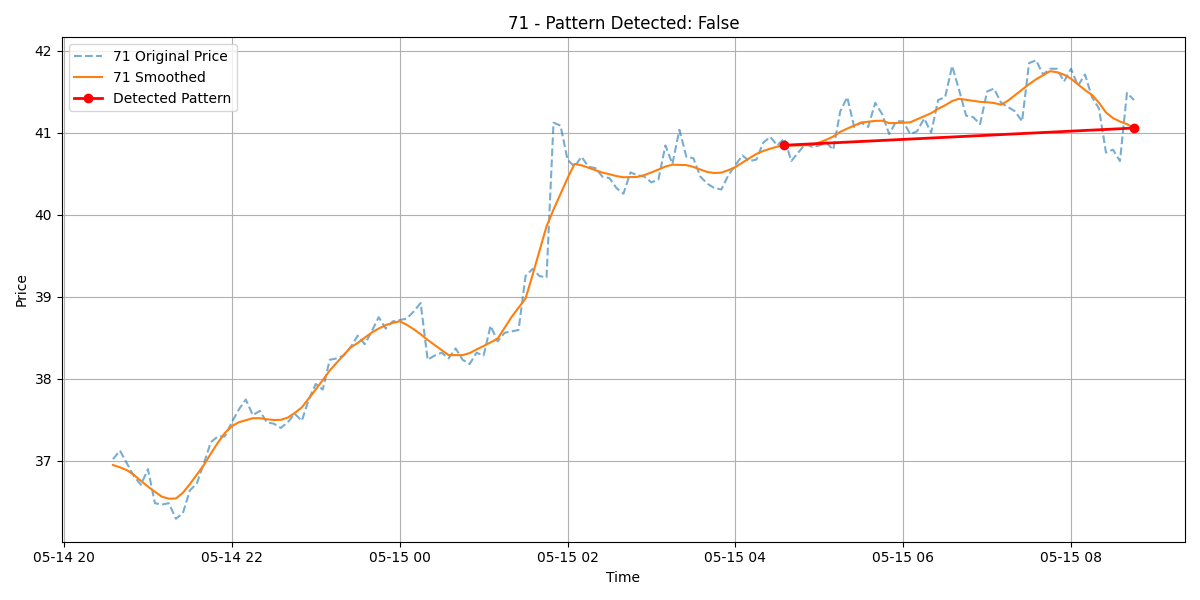 71 - Pattern Detected: False
71 Original Price
71 Smoothed
Detected Pattern
Price
42
41
40
39
38
37
05-14 20
05-14 22
05-15 00
05-15 02
05-15 04
05-15 06
05-15 08
Time